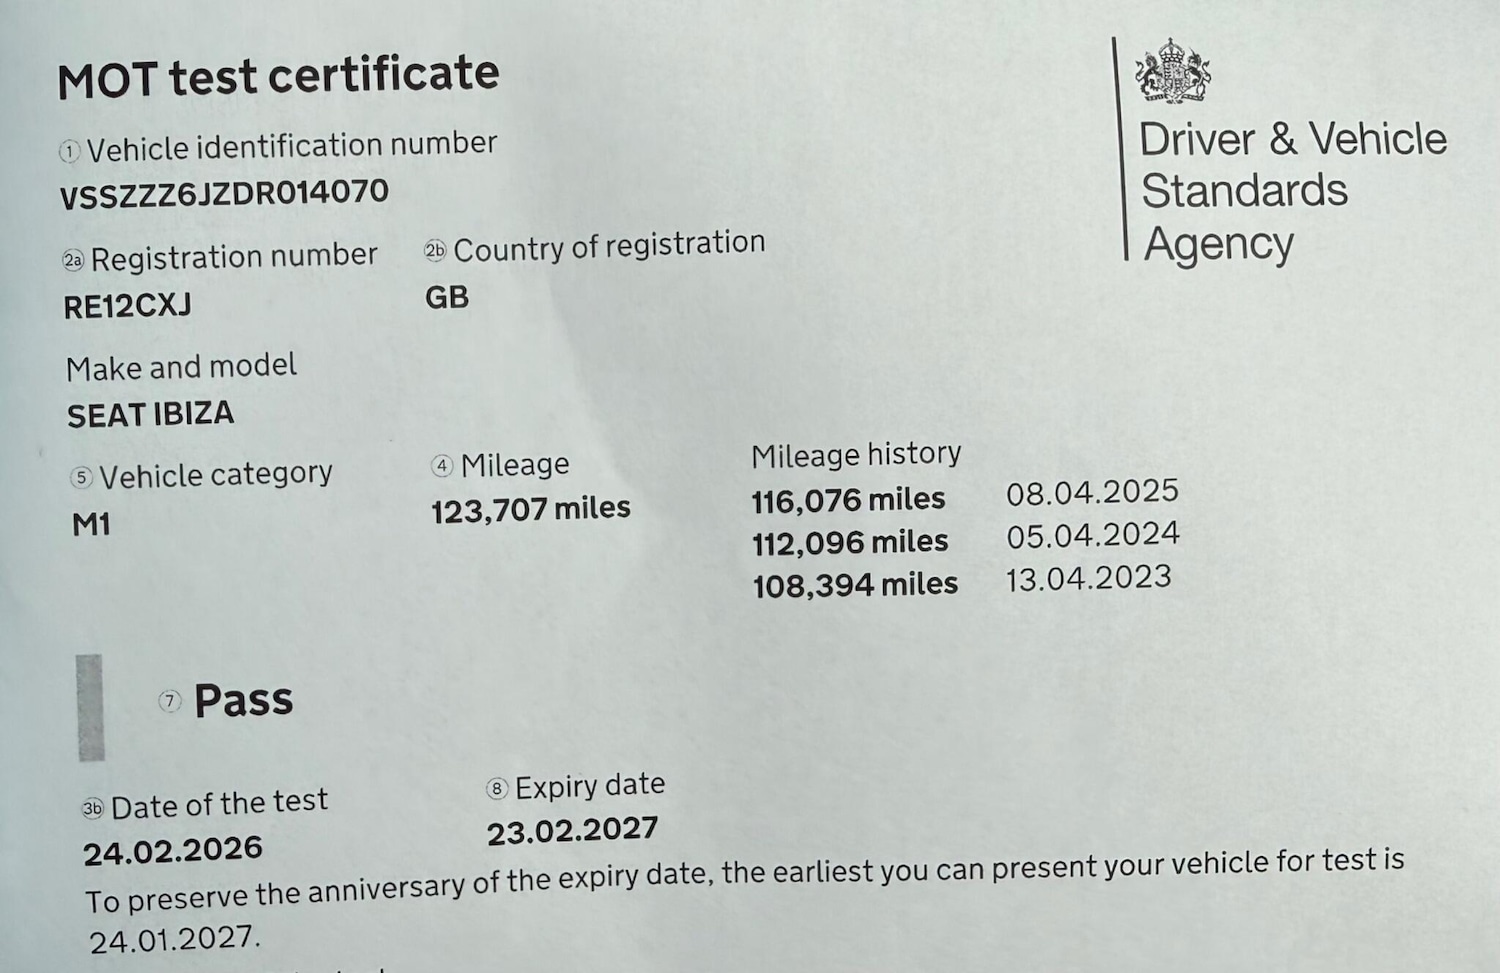 MOT test certificate
Driver & Vehicle
Standards
Agency
1 Vehicle identification number
VSSZZZ6JZDR014070
2a Registration number 2b Country of registration
RE12CXJ GB
Make and model
SEAT IBIZA
5 Vehicle category 4 Mileage Mileage history
M1 123,707 miles 116,076 miles 08.04.2025
112,096 miles 05.04.2024
108,394 miles 13.04.2023
7 Pass
3b Date of the test 8 Expiry date
24.02.2026 23.02.2027
To preserve the anniversary of the expiry date, the earliest you can present your vehicle for test is
24.01.2027.